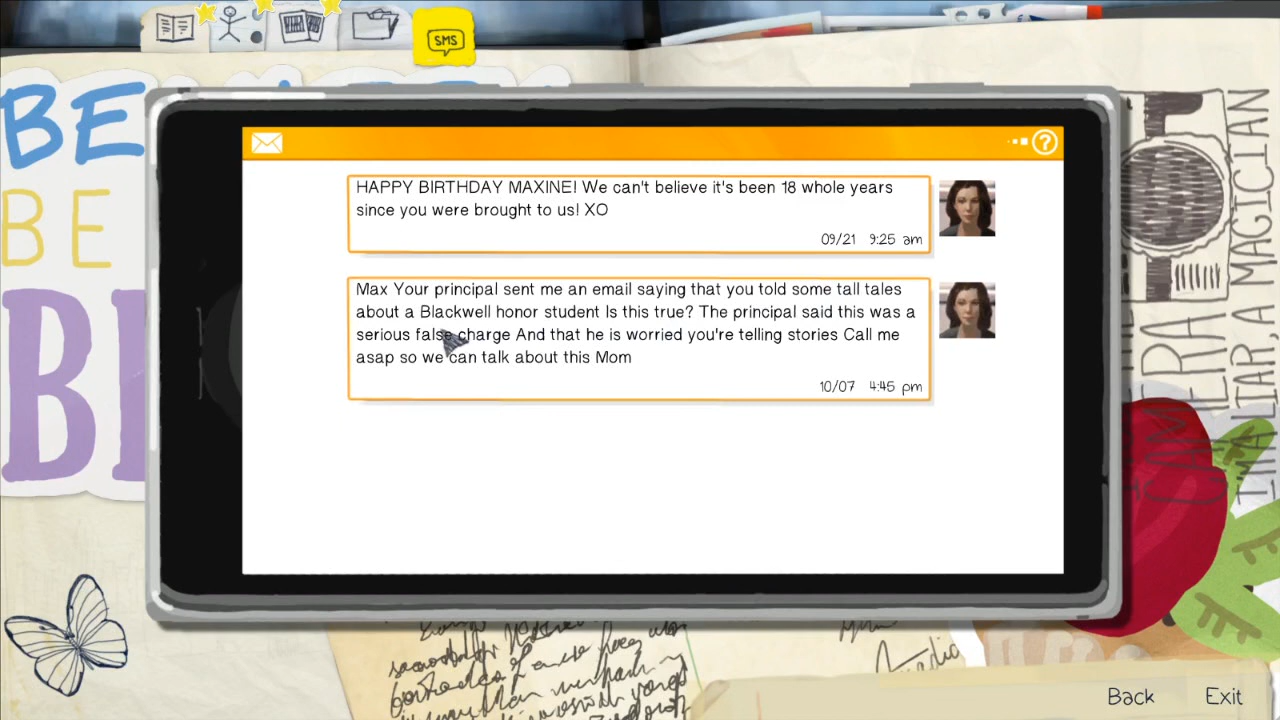 SMS
HAPPY BIRTHDAY MAXINE! We can't believe it's been 18 whole years
since you were brought to us! XO
09/21 9:25 am
Max Your principal sent me an email saying that you told some tall tales
about a Blackwell honor student Is this true? The principal said this was a
serious false charge And that he is worried you're telling stories Call me
asap so we can talk about this Mom
10/07 4:45 pm
BE
BE
CAMERA
I'M A LIAR, A MAGICIAN
Back Exit